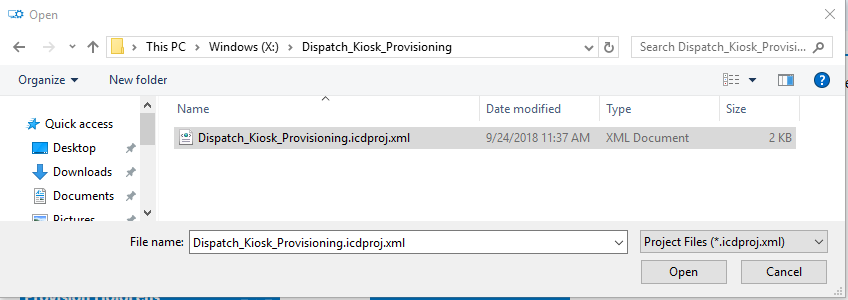 Open
This PC > Windows (X:) > Dispatch_Kiosk_Provisioning
Search Dispatch_Kiosk_Provisi...
Organize
New folder
Name
Date modified
Type
Size
Quick access
Desktop
Downloads
Documents
Pictures
Dispatch_Kiosk_Provisioning.icdproj.xml 9/24/2018 11:37 AM XML Document 2 KB
File name: Dispatch_Kiosk_Provisioning.icdproj.xml
Project Files (*.icdproj.xml)
Open
Cancel